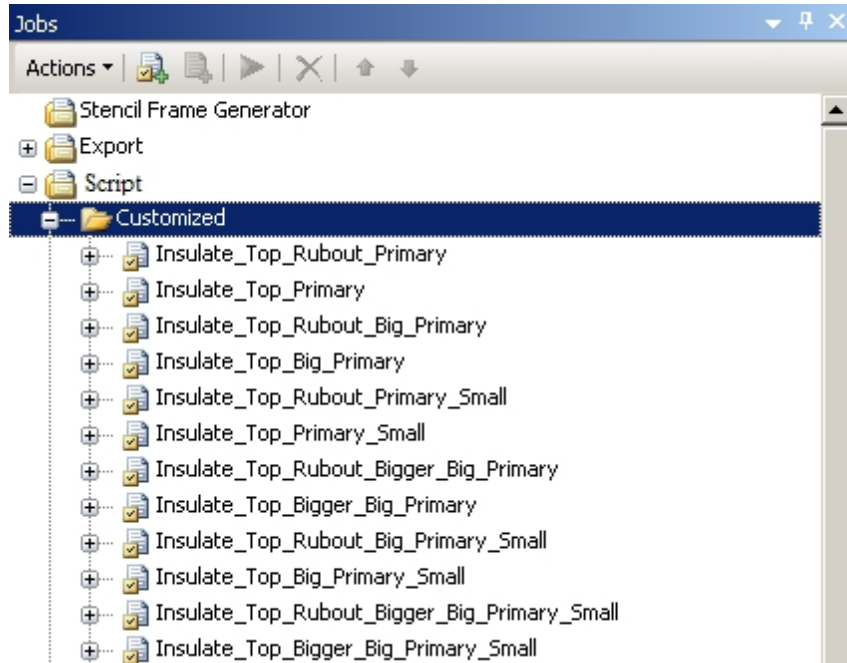 Jobs
Actions
Stencil Frame Generator
Export
Script
Customized
Insulate_Top_Rubout_Primary
Insulate_Top_Primary
Insulate_Top_Rubout_Big_Primary
Insulate_Top_Big_Primary
Insulate_Top_Rubout_Primary_Small
Insulate_Top_Primary_Small
Insulate_Top_Rubout_Bigger_Big_Primary
Insulate_Top_Bigger_Big_Primary
Insulate_Top_Rubout_Big_Primary_Small
Insulate_Top_Big_Primary_Small
Insulate_Top_Rubout_Bigger_Big_Primary_Small
Insulate_Top_Bigger_Big_Primary_Small